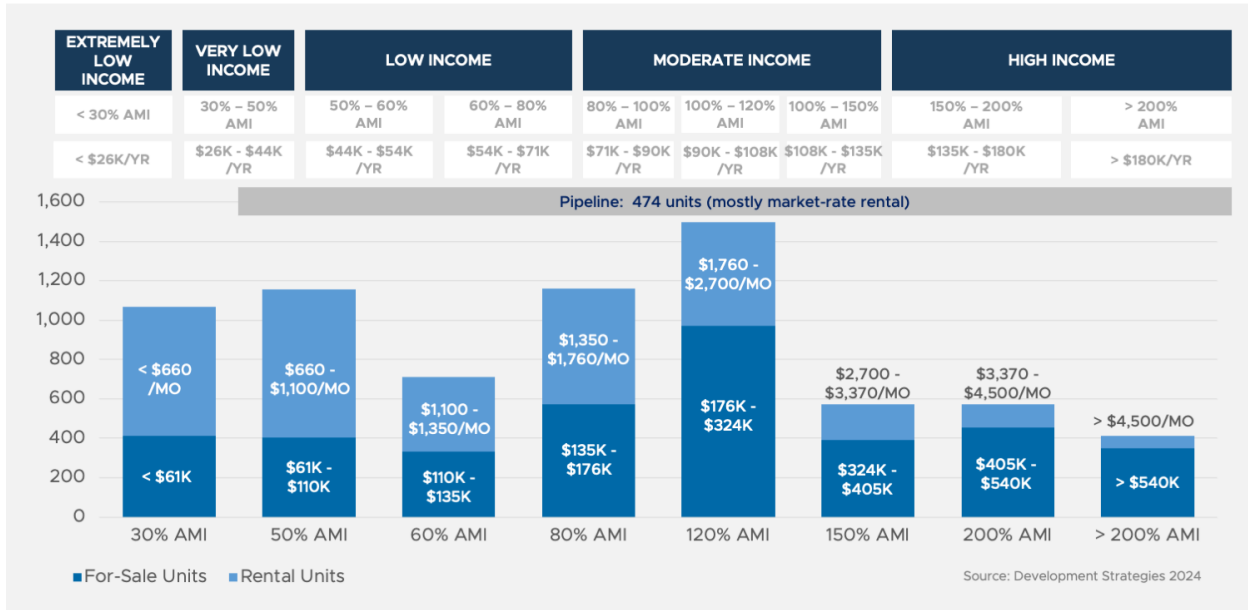 EXTREMELY
LOW
INCOME
VERY LOW
INCOME
LOW INCOME
MODERATE INCOME
HIGH INCOME
< 30% AMI
30% – 50%
AMI
50% – 60%
AMI
60% – 80%
AMI
80% – 100%
AMI
100% – 120%
AMI
100% – 150%
AMI
150% – 200%
AMI
> 200%
AMI
< $26K/YR
$26K - $44K
/YR
$44K - $54K
/YR
$54K - $71K
/YR
$71K - $90K
/YR
$90K - $108K
/YR
$108K - $135K
/YR
$135K - $180K
/YR
> $180K/YR
Pipeline: 474 units (mostly market-rate rental)
1,600
1,400
1,200
1,000
800
600
400
200
0
< $660
/MO
< $61K
$660 -
$1,100/MO
$61K -
$110K
$1,100 -
$1,350/MO
$110K -
$135K
$1,350 -
$1,760/MO
$135K -
$176K
$1,760 -
$2,700/MO
$176K -
$324K
$2,700 -
$3,370/MO
$324K -
$405K
$3,370 -
$4,500/MO
$405K -
$540K
> $4,500/MO
> $540K
30% AMI
50% AMI
60% AMI
80% AMI
120% AMI
150% AMI
200% AMI
> 200% AMI
For-Sale Units
Rental Units
Source: Development Strategies 2024